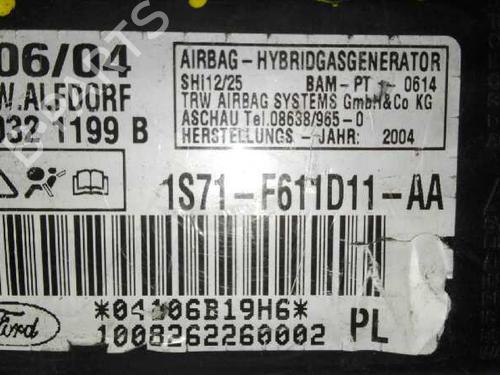 06/04
W.ALFDORF
032 1199 B
AIRBAG-HYBRIDGASGENERATOR
SHI12/25 BAM-PT 0614
TRW AIRBAG SYSTEMS GmbH&Co KG
ASCHAU Tel.08638/965-0
HERSTELLUNGS-JAHR: 2004
1S71-F611D11-AA
Ford
*04106B19H6*
1008262260002 PL